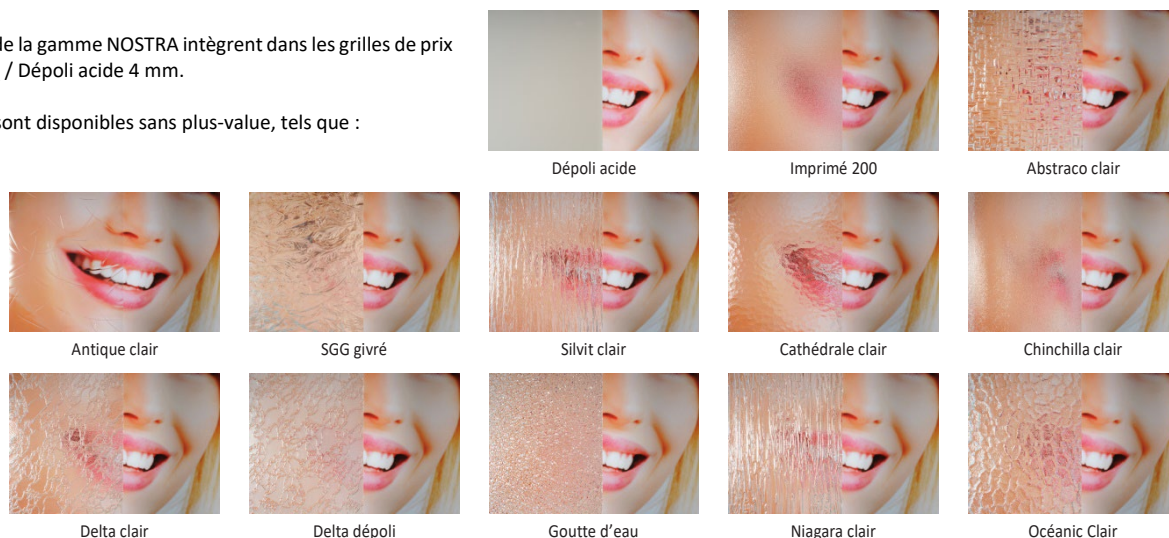 de la gamme NOSTRA intègrent dans les grilles de prix
/ Dépoli acide 4 mm.
sont disponibles sans plus-value, tels que :
Dépoli acide
Imprimé 200
Abstraco clair
Antique clair
SGG givré
Silvit clair
Cathédrale clair
Chinchilla clair
Delta clair
Delta dépoli
Goutte d’eau
Niagara clair
Océanic Clair